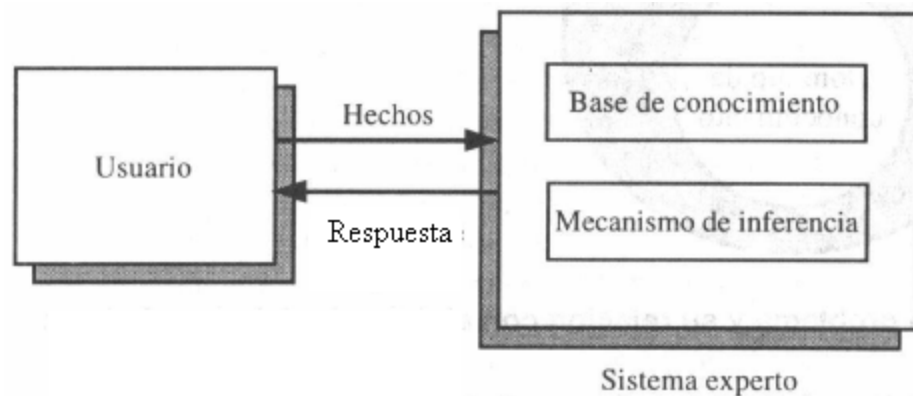 Usuario
Hechos
Respuesta
Base de conocimiento
Mecanismo de inferencia
Sistema experto